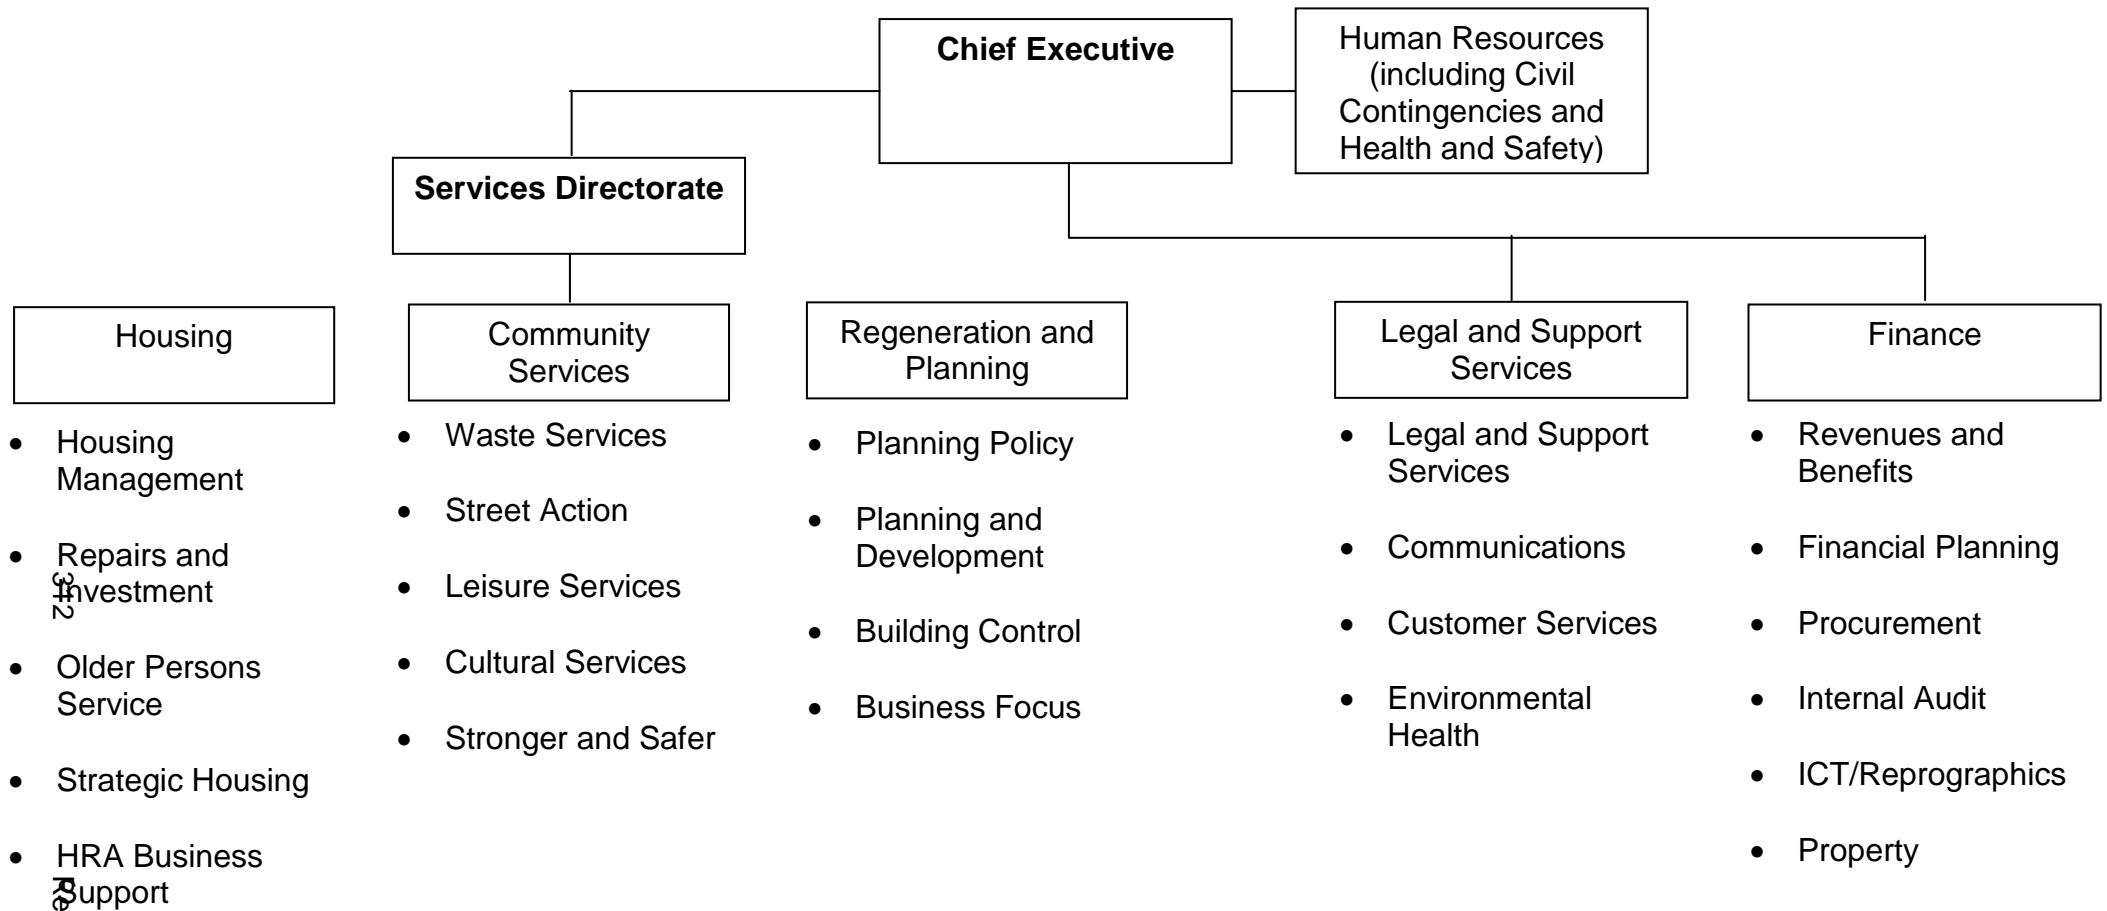 Chief Executive
Human Resources
(including Civil
Contingencies and
Health and Safety)
Services Directorate
Housing
Community
Services
Regeneration and
Planning
Legal and Support
Services
Finance
• Housing
Management
• Repairs and
Investment
• Older Persons
Service
• Strategic Housing
• HRA Business
Support
• Waste Services
• Street Action
• Leisure Services
• Cultural Services
• Stronger and Safer
• Planning Policy
• Planning and
Development
• Building Control
• Business Focus
• Legal and Support
Services
• Communications
• Customer Services
• Environmental
Health
• Revenues and
Benefits
• Financial Planning
• Procurement
• Internal Audit
• ICT/Reprographics
• Property